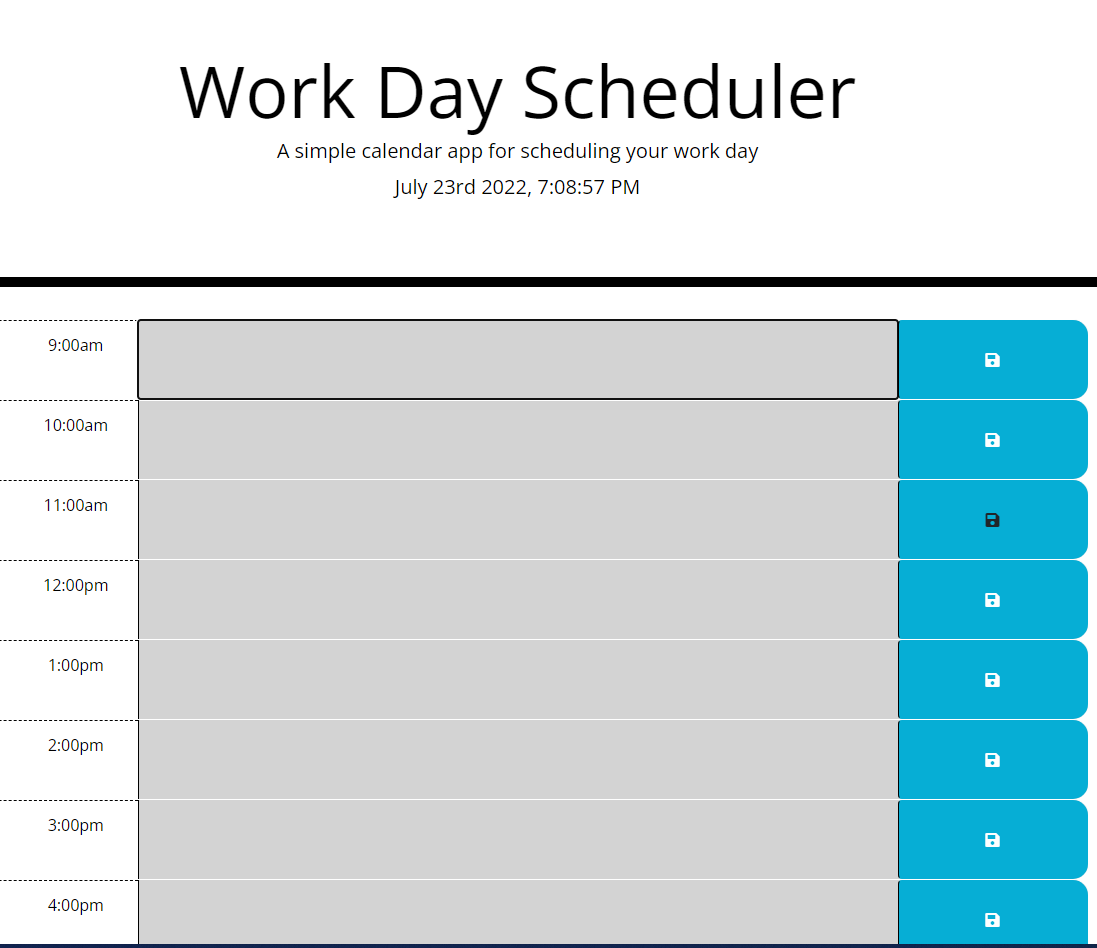 Work Day Scheduler
A simple calendar app for scheduling your work day
July 23rd 2022, 7:08:57 PM
9:00am
10:00am
11:00am
12:00pm
1:00pm
2:00pm
3:00pm
4:00pm